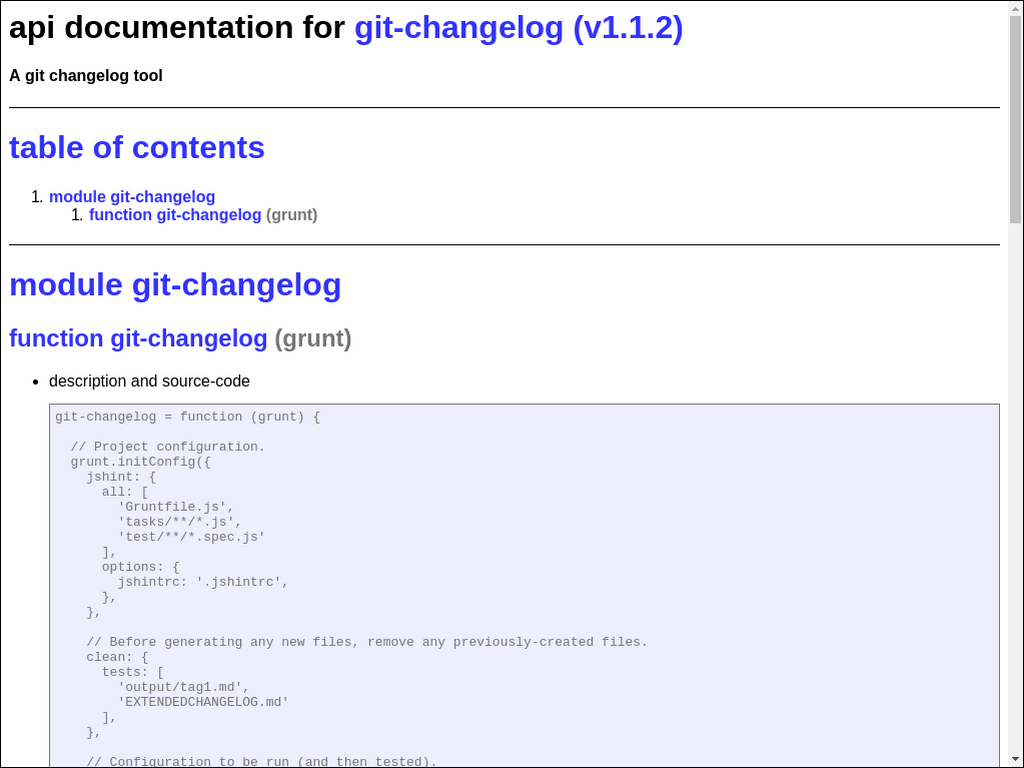 api documentation for git-changelog (v1.1.2)
A git changelog tool
table of contents
1. module git-changelog
1. function git-changelog (grunt)
module git-changelog
function git-changelog (grunt)
• description and source-code
git-changelog = function (grunt) {
// Project configuration.
grunt.initConfig({
jshint: {
all: [
'Gruntfile.js',
'tasks/**/*.js',
'test/**/*.spec.js'
],
options: {
jshintrc: '.jshintrc',
},
},
// Before generating any new files, remove any previously-created files.
clean: {
tests: [
'output/tag1.md',
'EXTENDEDCHANGELOG.md'
],
},
// Configuration to be run (and then tested).